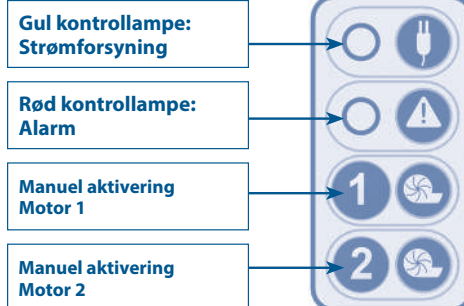 Gul kontrollampe:
Strømforsyning
Rød kontrollampe:
Alarm
Manuel aktivering
Motor 1
1
Manuel aktivering
Motor 2
2